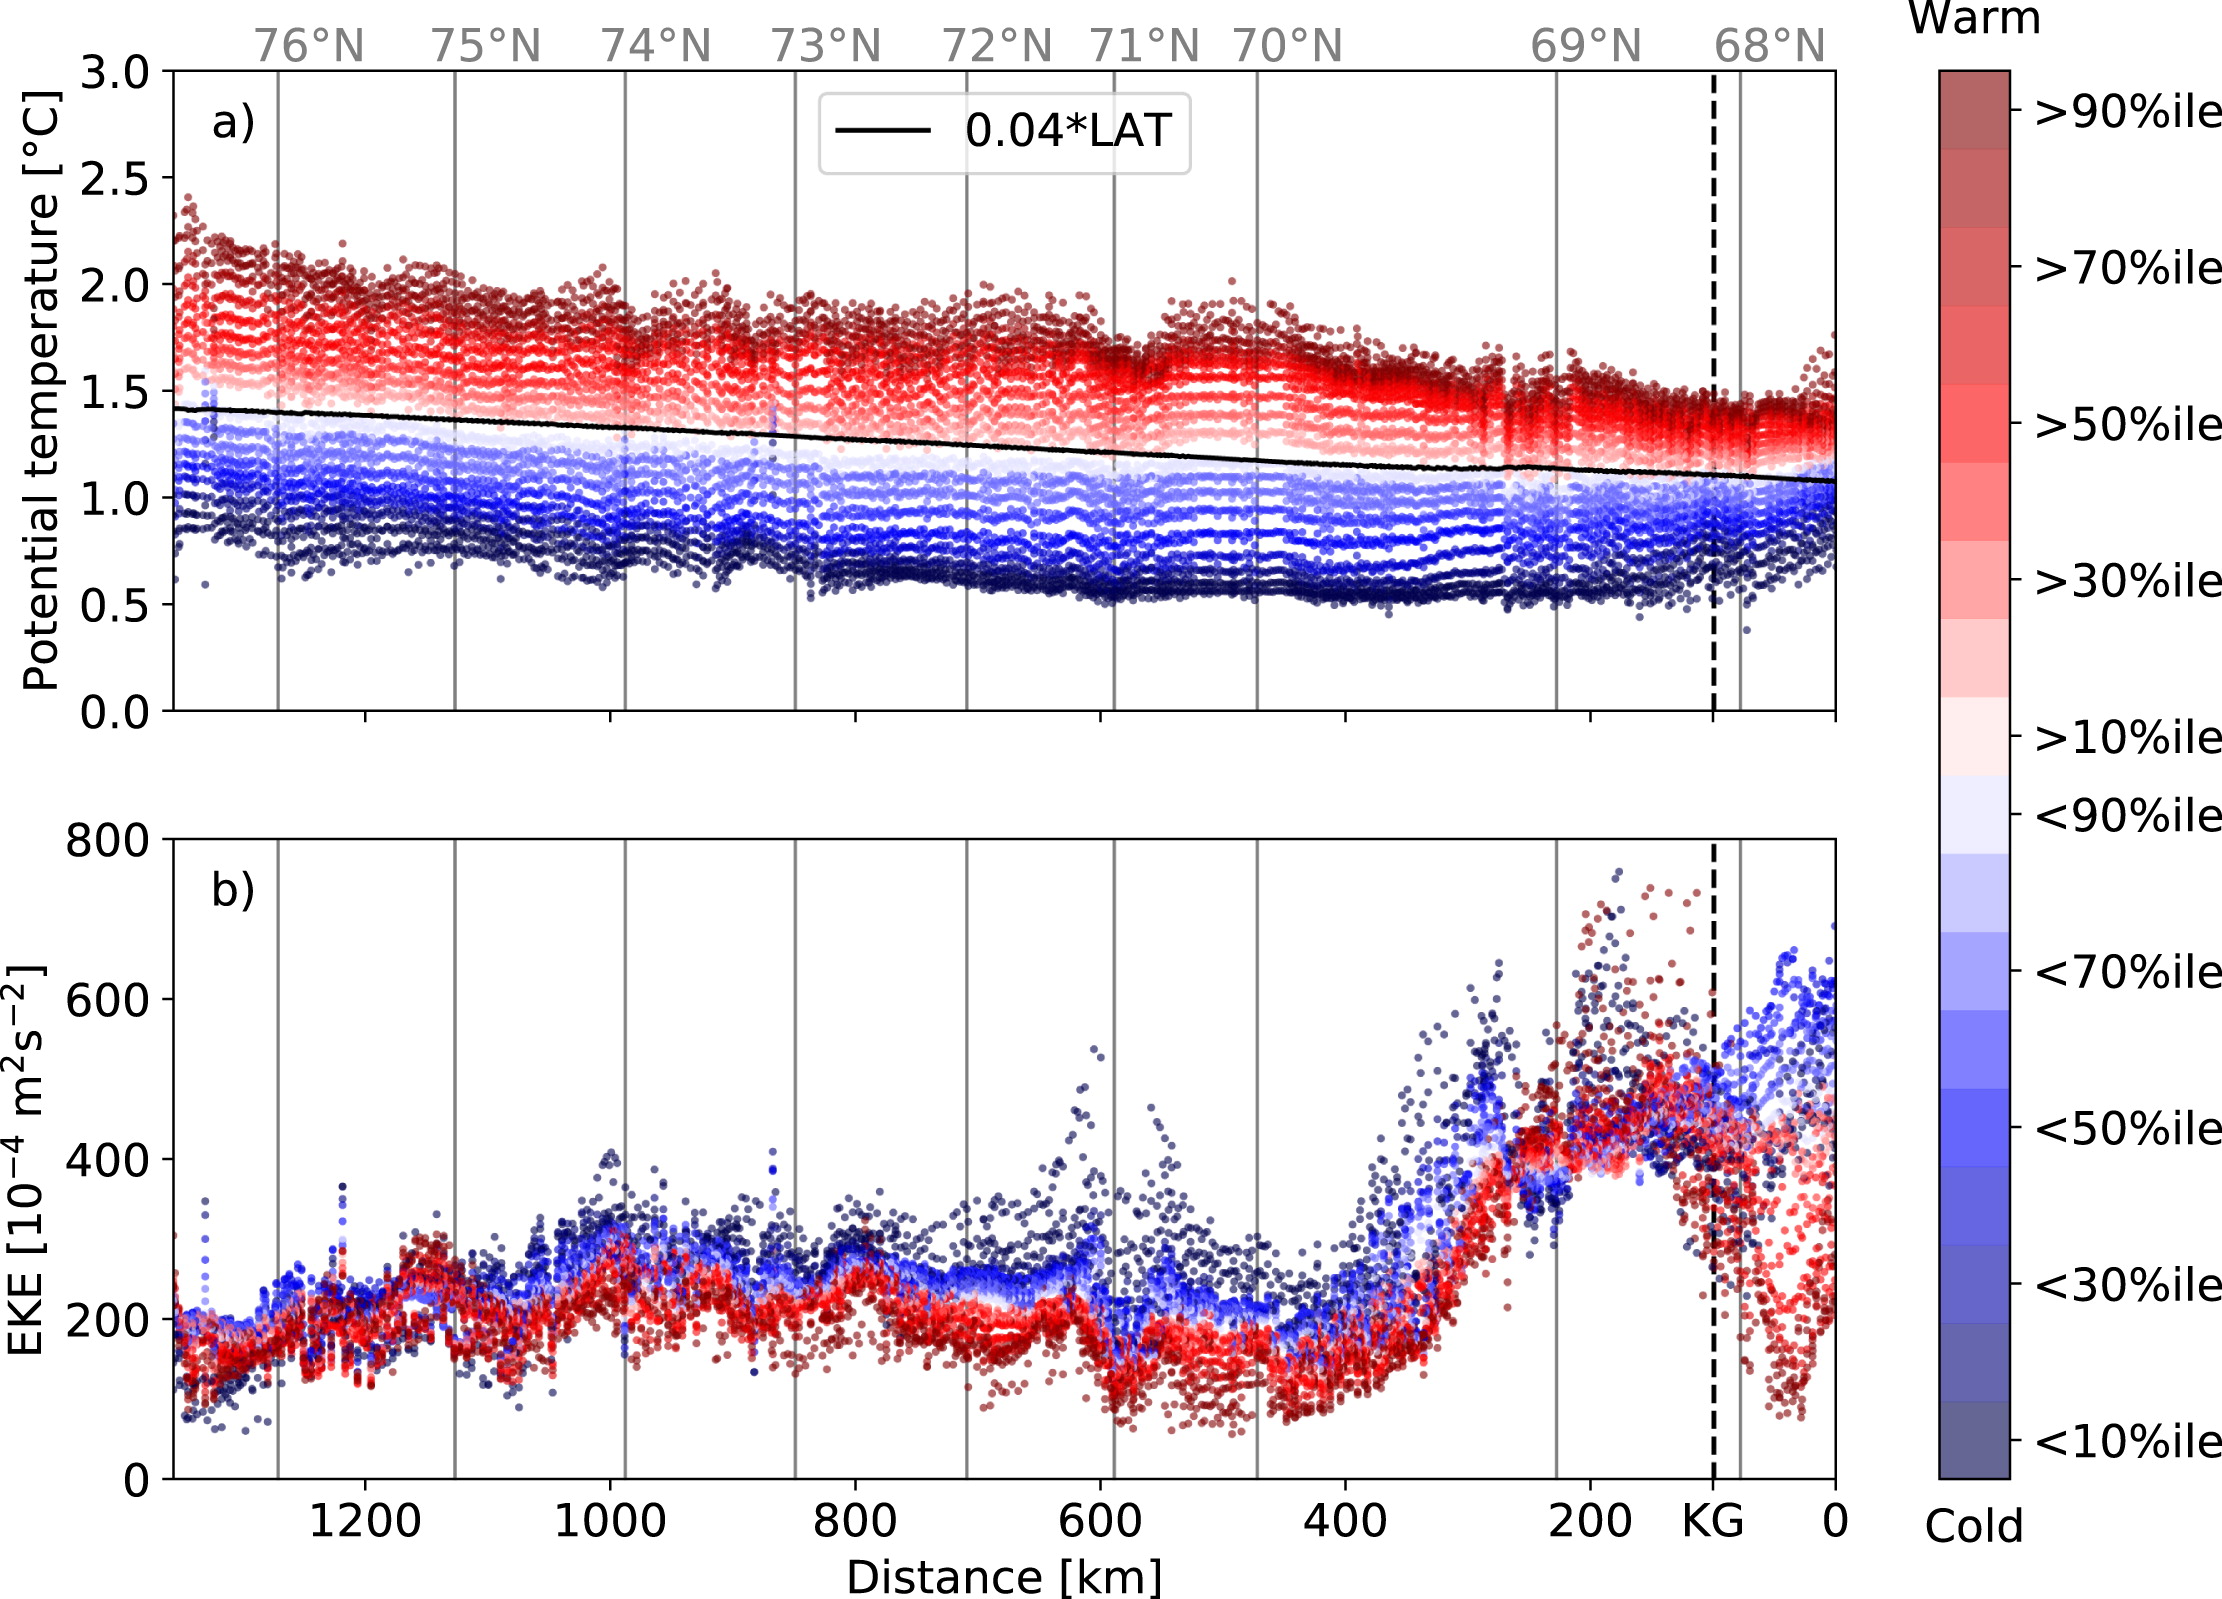 76°N 75°N 74°N 73°N 72°N 71°N 70°N 69°N 68°N
Warm
3.0
2.5
2.0
1.5
1.0
0.5
0.0
Potential temperature [°C]
a)
0.04*LAT
800
600
400
200
0
EKE [10⁻⁴ m²s⁻²]
b)
1200 1000 800 600 400 200 KG 0
Distance [km]
>90%ile
>70%ile
>50%ile
>30%ile
>10%ile
<90%ile
<70%ile
<50%ile
<30%ile
<10%ile
Cold